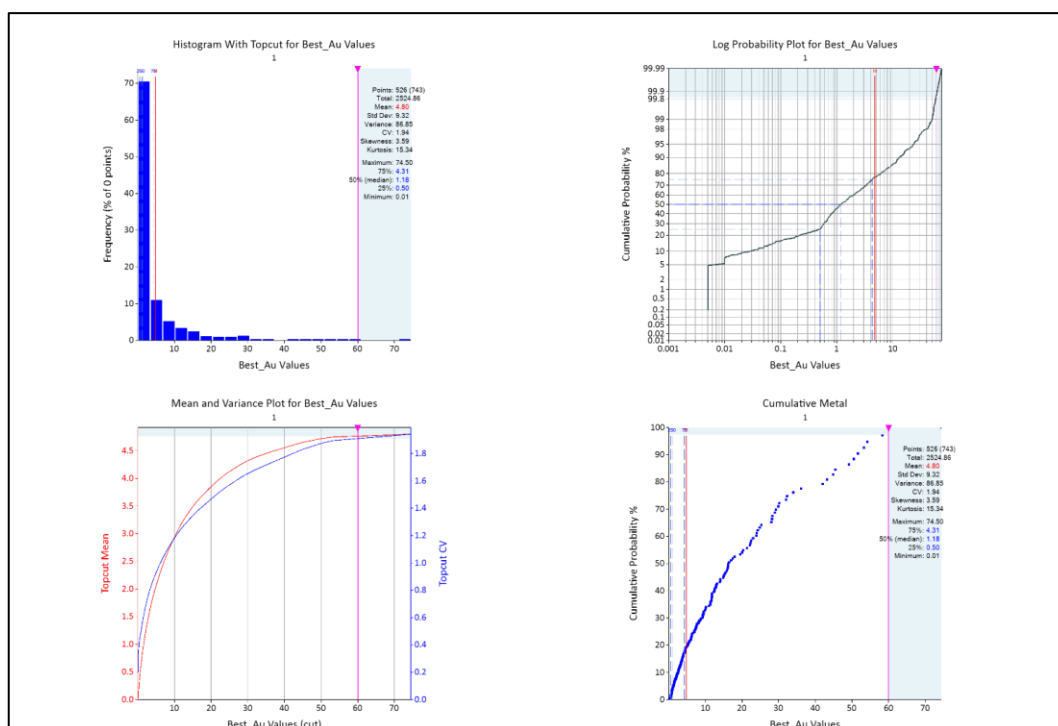 Histogram With Topcut for Best_Au Values
1
70
60
50
40
30
20
10
0
Frequency (% of 0 points)
10 20 30 40 50 60 70
Best_Au Values
Points: 526 (743)
Total: 2524.86
Mean: 4.80
Std Dev: 9.32
Variance: 86.85
CV: 1.94
Skewness: 3.59
Kurtosis: 15.34
Maximum: 74.50
75%: 4.31
50% (median): 1.18
25%: 0.50
Minimum: 0.01
Log Probability Plot for Best_Au Values
1
99.99
99.9
99.8
99
98
95
90
80
70
60
50
40
30
20
10
5
2
1
0.5
0.2
0.1
0.05
0.02
0.01
Cumulative Probability %
0.001 0.01 0.1 1 10
Best_Au Values
Mean and Variance Plot for Best_Au Values
1
4.5
4.0
3.5
3.0
2.5
2.0
1.5
1.0
0.5
0.0
Topcut Mean
1.8
1.6
1.4
1.2
1.0
0.8
0.6
0.4
0.2
0.0
Topcut CV
10 20 30 40 50 60 70
Best_Au Values (cut)
Cumulative Metal
1
100
90
80
70
60
50
40
30
20
10
0
Cumulative Probability %
10 20 30 40 50 60 70
Best_Au Values
Points: 526 (743)
Total: 2524.86
Mean: 4.80
Std Dev: 9.32
Variance: 86.85
CV: 1.94
Skewness: 3.59
Kurtosis: 15.34
Maximum: 74.50
75%: 4.31
50% (median): 1.18
25%: 0.50
Minimum: 0.01